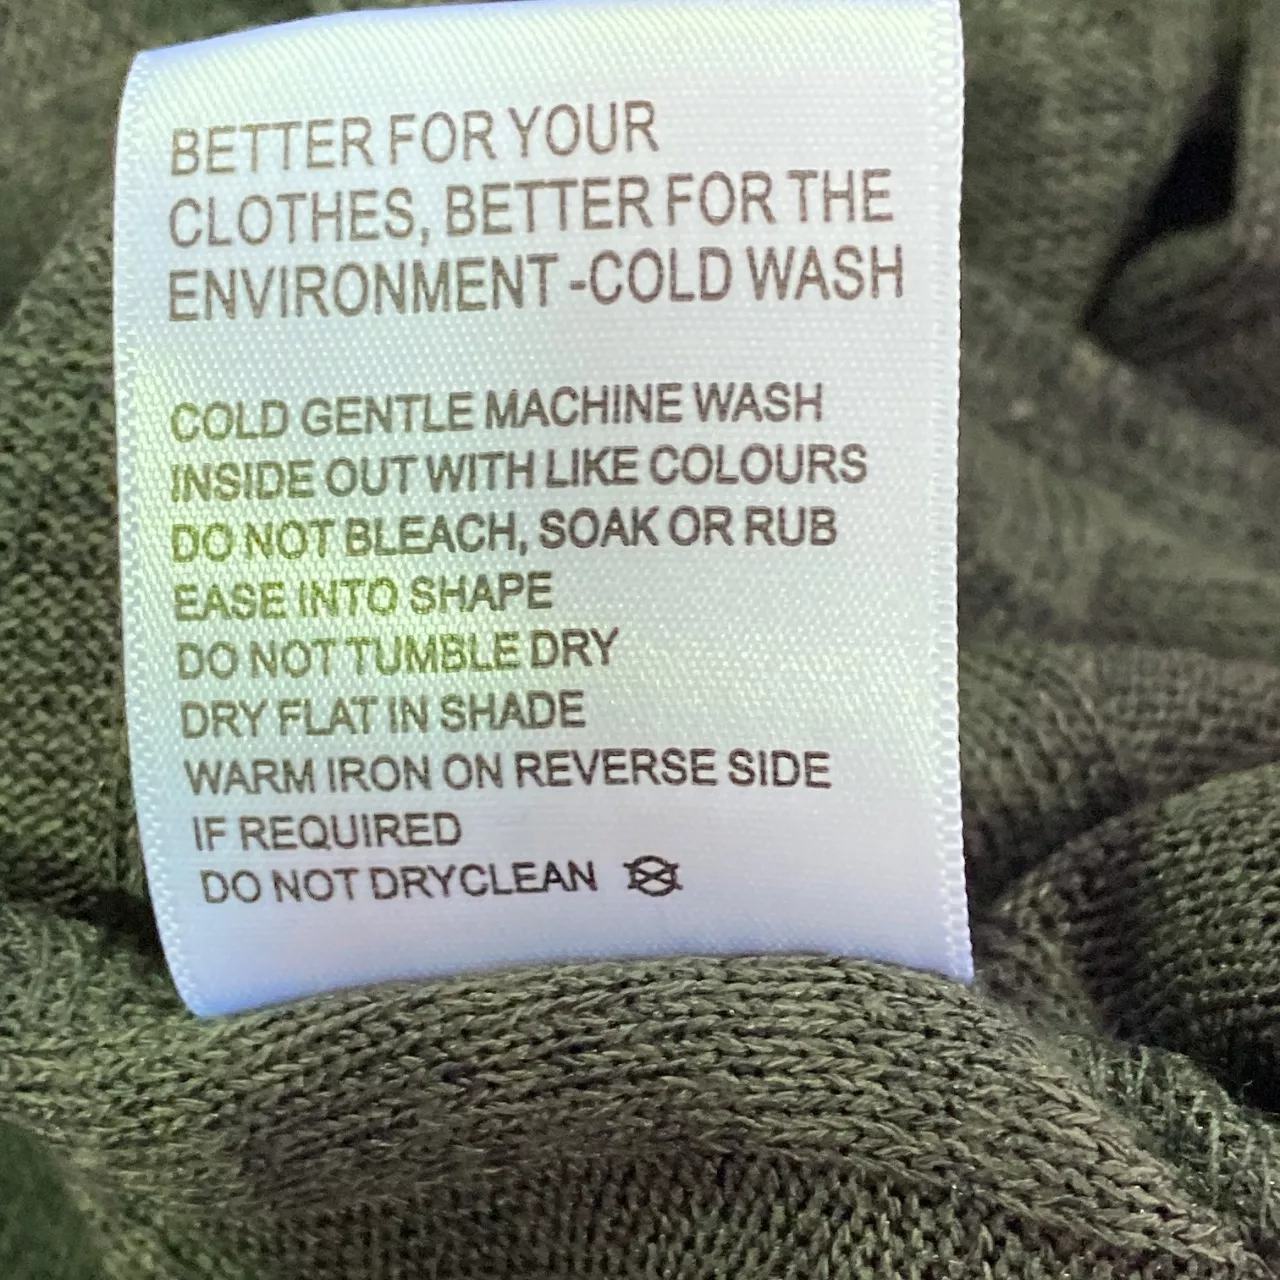 BETTER FOR YOUR
CLOTHES, BETTER FOR THE
ENVIRONMENT -COLD WASH
COLD GENTLE MACHINE WASH
INSIDE OUT WITH LIKE COLOURS
DO NOT BLEACH, SOAK OR RUB
EASE INTO SHAPE
DO NOT TUMBLE DRY
DRY FLAT IN SHADE
WARM IRON ON REVERSE SIDE
IF REQUIRED
DO NOT DRYCLEAN